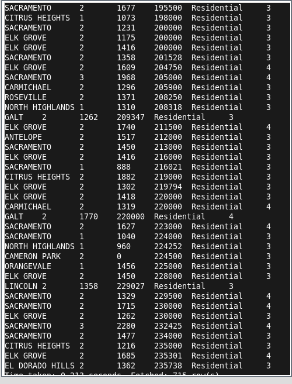 SACRAMENTO 2 1677 195500 Residential 3
CITRUS HEIGHTS 1 1073 198000 Residential 3
SACRAMENTO 2 1231 200000 Residential 3
ELK GROVE 2 1175 200000 Residential 3
ELK GROVE 2 1416 200000 Residential 3
SACRAMENTO 2 1358 201528 Residential 3
ELK GROVE 2 1609 204750 Residential 4
SACRAMENTO 3 1968 205000 Residential 4
CARMICHAEL 2 1296 205900 Residential 3
ROSEVILLE 2 1371 208250 Residential 3
NORTH HIGHLANDS 1 1310 208318 Residential 3
GALT 2 1262 209347 Residential 3
ELK GROVE 2 1740 211500 Residential 4
ANTELOPE 2 1517 212000 Residential 3
SACRAMENTO 2 1450 213000 Residential 3
ELK GROVE 2 1416 216000 Residential 3
SACRAMENTO 1 888 216021 Residential 3
CITRUS HEIGHTS 2 1882 219000 Residential 3
ELK GROVE 2 1302 219794 Residential 3
ELK GROVE 2 1418 220000 Residential 3
CARMICHAEL 2 1319 220000 Residential 4
GALT 2 1770 220000 Residential 4
SACRAMENTO 2 1627 223000 Residential 4
SACRAMENTO 2 1040 224000 Residential 3
NORTH HIGHLANDS 1 960 224252 Residential 3
CAMERON PARK 2 0 224500 Residential 3
ORANGEVALE 1 1456 225000 Residential 3
ELK GROVE 2 1450 228000 Residential 3
LINCOLN 2 1358 229027 Residential 3
SACRAMENTO 2 1329 229500 Residential 4
SACRAMENTO 2 1715 230000 Residential 4
ELK GROVE 2 1262 230000 Residential 3
SACRAMENTO 3 2280 232425 Residential 4
SACRAMENTO 2 1477 234000 Residential 3
CITRUS HEIGHTS 2 1216 235000 Residential 3
ELK GROVE 2 1685 235301 Residential 4
EL DORADO HILLS 2 1362 235738 Residential 3